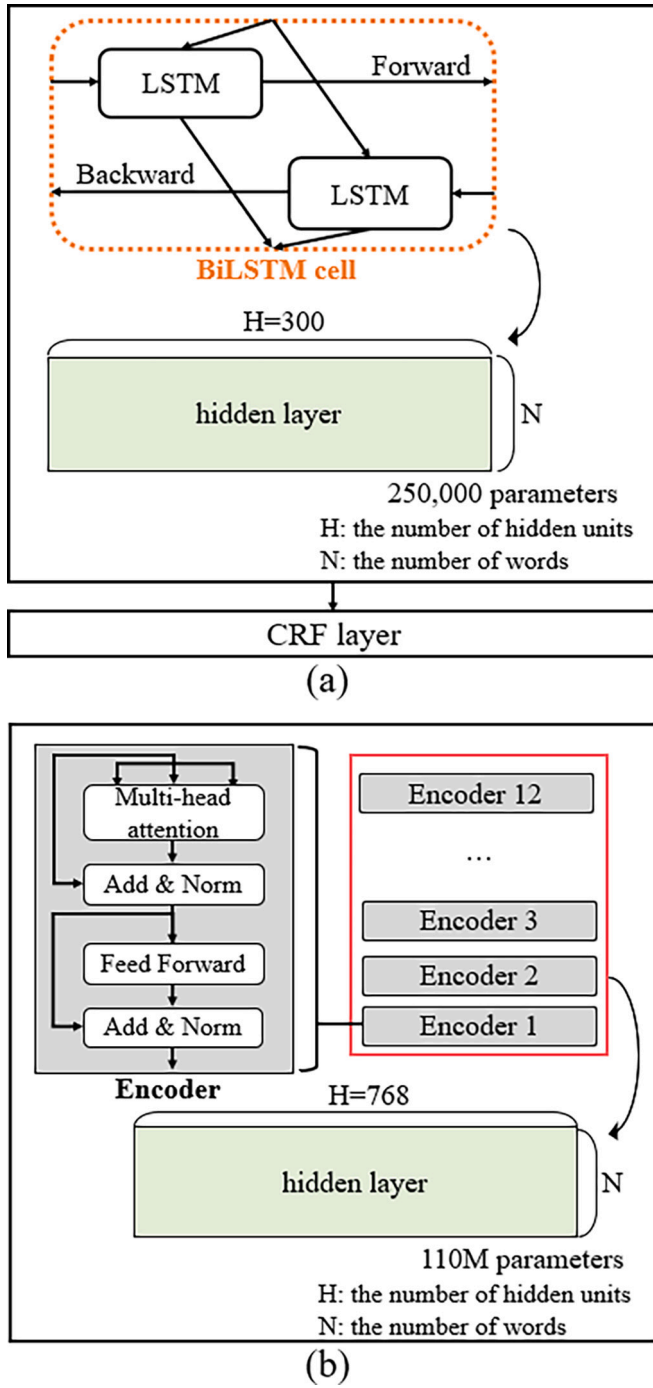 LSTM
Forward
Backward
LSTM
BiLSTM cell
H=300
hidden layer
N
250,000 parameters
H: the number of hidden units
N: the number of words
CRF layer
(a)
Multi-head
attention
Add & Norm
Feed Forward
Add & Norm
Encoder
Encoder 12
...
Encoder 3
Encoder 2
Encoder 1
H=768
hidden layer
N
110M parameters
H: the number of hidden units
N: the number of words
(b)